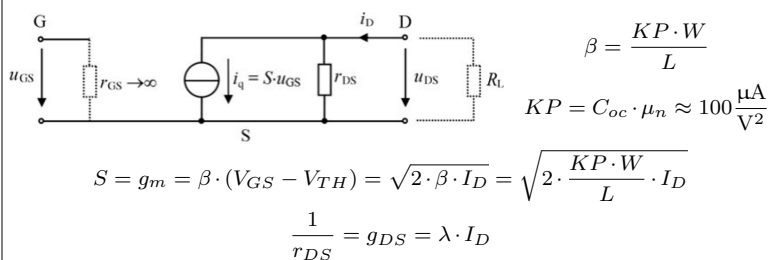 G
i_D
D
u_GS
r_GS→∞
i_q = S·u_GS
r_DS
u_DS
R_L
S
β = KP·W / L
KP = C_oc · μ_n ≈ 100 μA/V²
S = g_m = β · (V_GS − V_TH) = √(2·β·I_D) = √(2 · KP·W/L · I_D)
1/r_DS = g_DS = λ · I_D